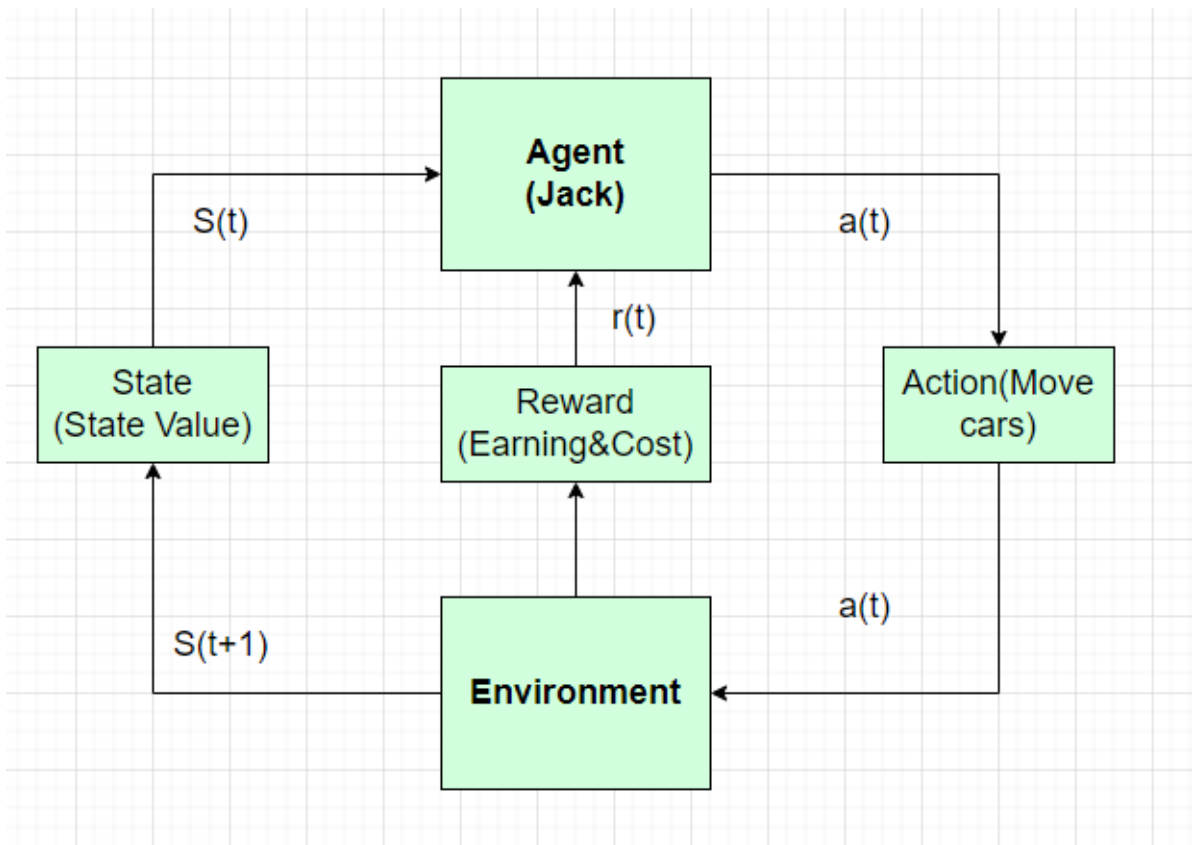 Agent
(Jack)
S(t)
a(t)
r(t)
State
(State Value)
Reward
(Earning&Cost)
Action(Move
cars)
a(t)
S(t+1)
Environment